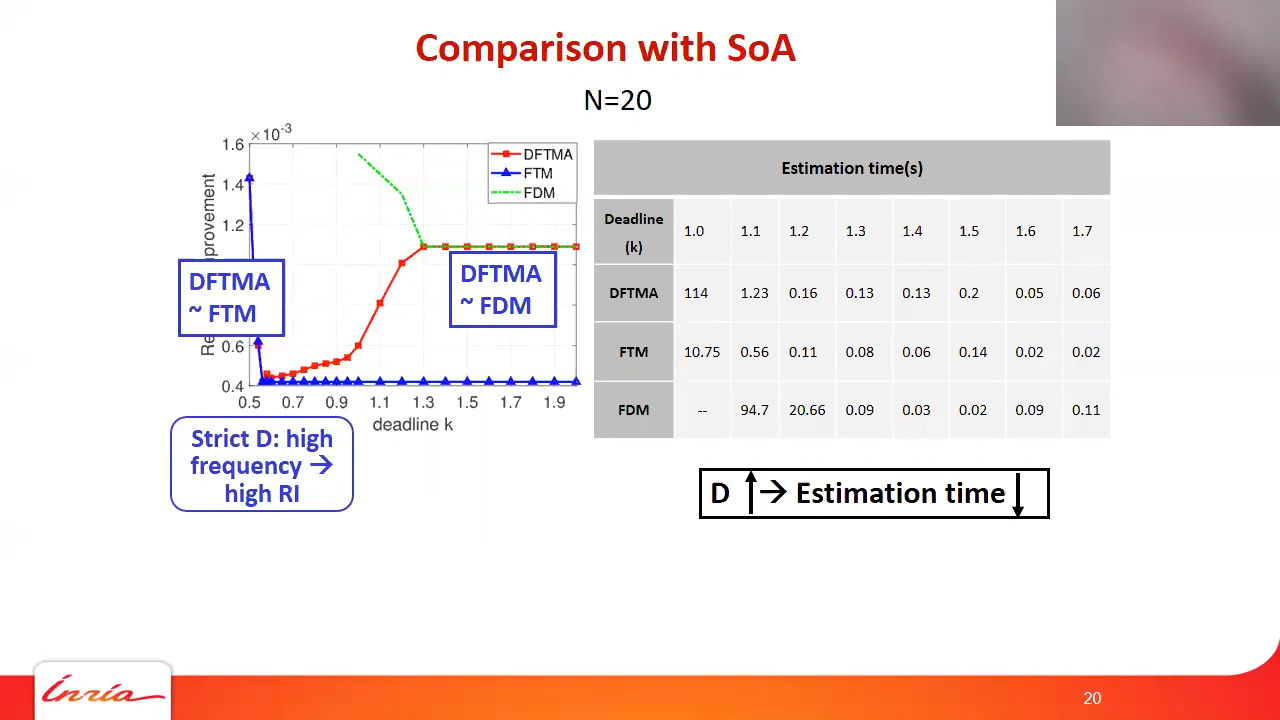 Comparison with SoA
N=20
×10-3
1.6
1.4
1.2
0.6
0.4
provement
Re
DFTMA
FTM
FDM
DFTMA
~ FTM
DFTMA
~ FDM
0.5 0.7 0.9 1.1 1.3 1.5 1.7 1.9
deadline k
Strict D: high
frequency →
high RI
Estimation time(s)
Deadline (k) 1.0 1.1 1.2 1.3 1.4 1.5 1.6 1.7
DFTMA 114 1.23 0.16 0.13 0.13 0.2 0.05 0.06
FTM 10.75 0.56 0.11 0.08 0.06 0.14 0.02 0.02
FDM -- 94.7 20.66 0.09 0.03 0.02 0.09 0.11
D ↑ → Estimation time ↓
Inria
20